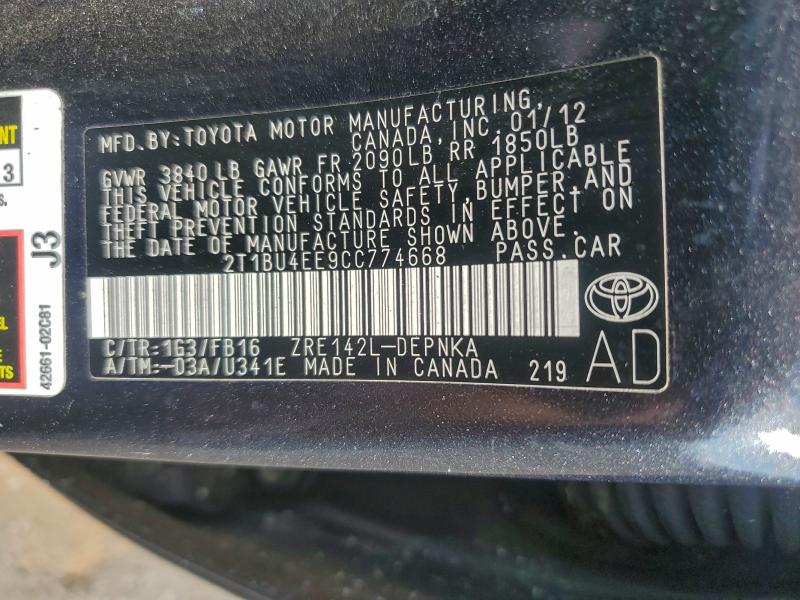 MFD.BY:TOYOTA MOTOR MANUFACTURING,
CANADA,INC. 01/12
GVWR 3840LB GAWR FR 2090LB RR 1850LB
THIS VEHICLE CONFORMS TO ALL APPLICABLE
FEDERAL MOTOR VEHICLE SAFETY,BUMPER,AND
THEFT PREVENTION STANDARDS IN EFFECT ON
THE DATE OF MANUFACTURE SHOWN ABOVE.
2T1BU4EE9CC774668 PASS.CAR
C/TR:163/FB16 ZRE142L-DEPNKA
A/TM:-03A/U341E MADE IN CANADA 219
AD
J3
42661-02C81
3